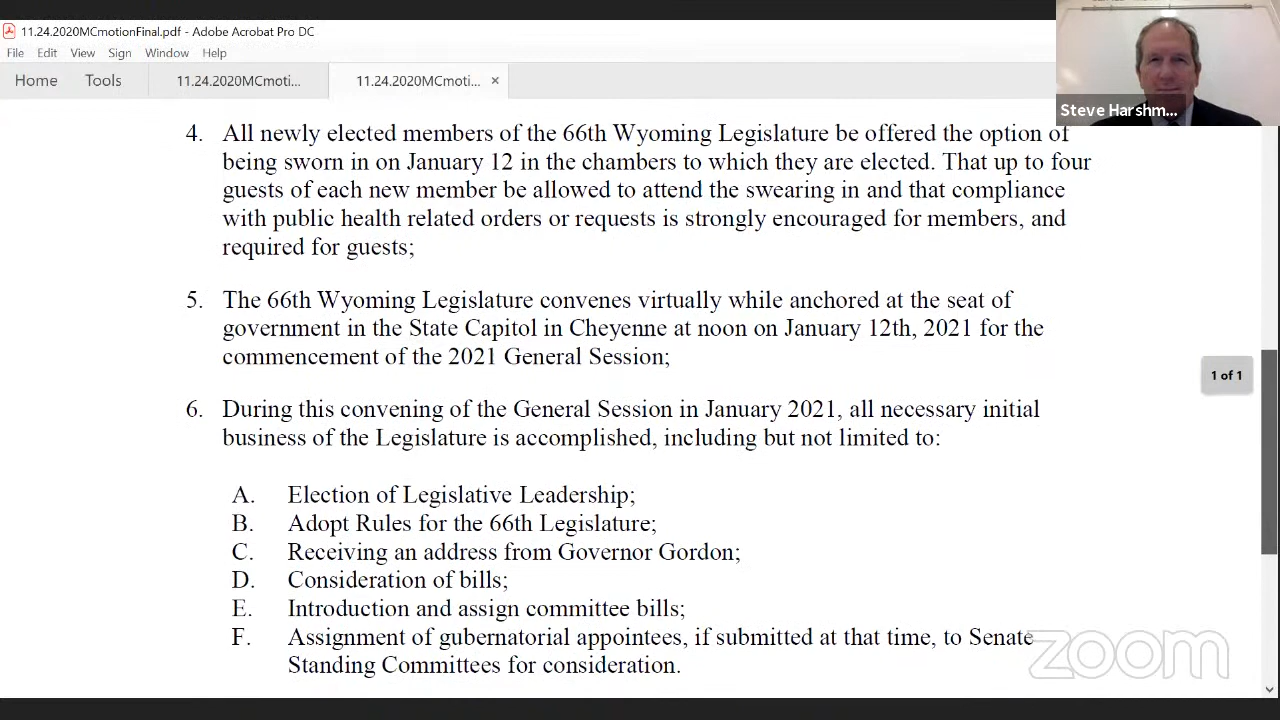 11.24.2020MCmotionFinal.pdf - Adobe Acrobat Pro DC
File Edit View Sign Window Help
Home Tools 11.24.2020MCmoti... 11.24.2020MCmoti... ×
Steve Harshm...
4. All newly elected members of the 66th Wyoming Legislature be offered the option of
being sworn in on January 12 in the chambers to which they are elected. That up to four
guests of each new member be allowed to attend the swearing in and that compliance
with public health related orders or requests is strongly encouraged for members, and
required for guests;
5. The 66th Wyoming Legislature convenes virtually while anchored at the seat of
government in the State Capitol in Cheyenne at noon on January 12th, 2021 for the
commencement of the 2021 General Session;
1 of 1
6. During this convening of the General Session in January 2021, all necessary initial
business of the Legislature is accomplished, including but not limited to:
A. Election of Legislative Leadership;
B. Adopt Rules for the 66th Legislature;
C. Receiving an address from Governor Gordon;
D. Consideration of bills;
E. Introduction and assign committee bills;
F. Assignment of gubernatorial appointees, if submitted at that time, to Senate
Standing Committees for consideration.
zoom